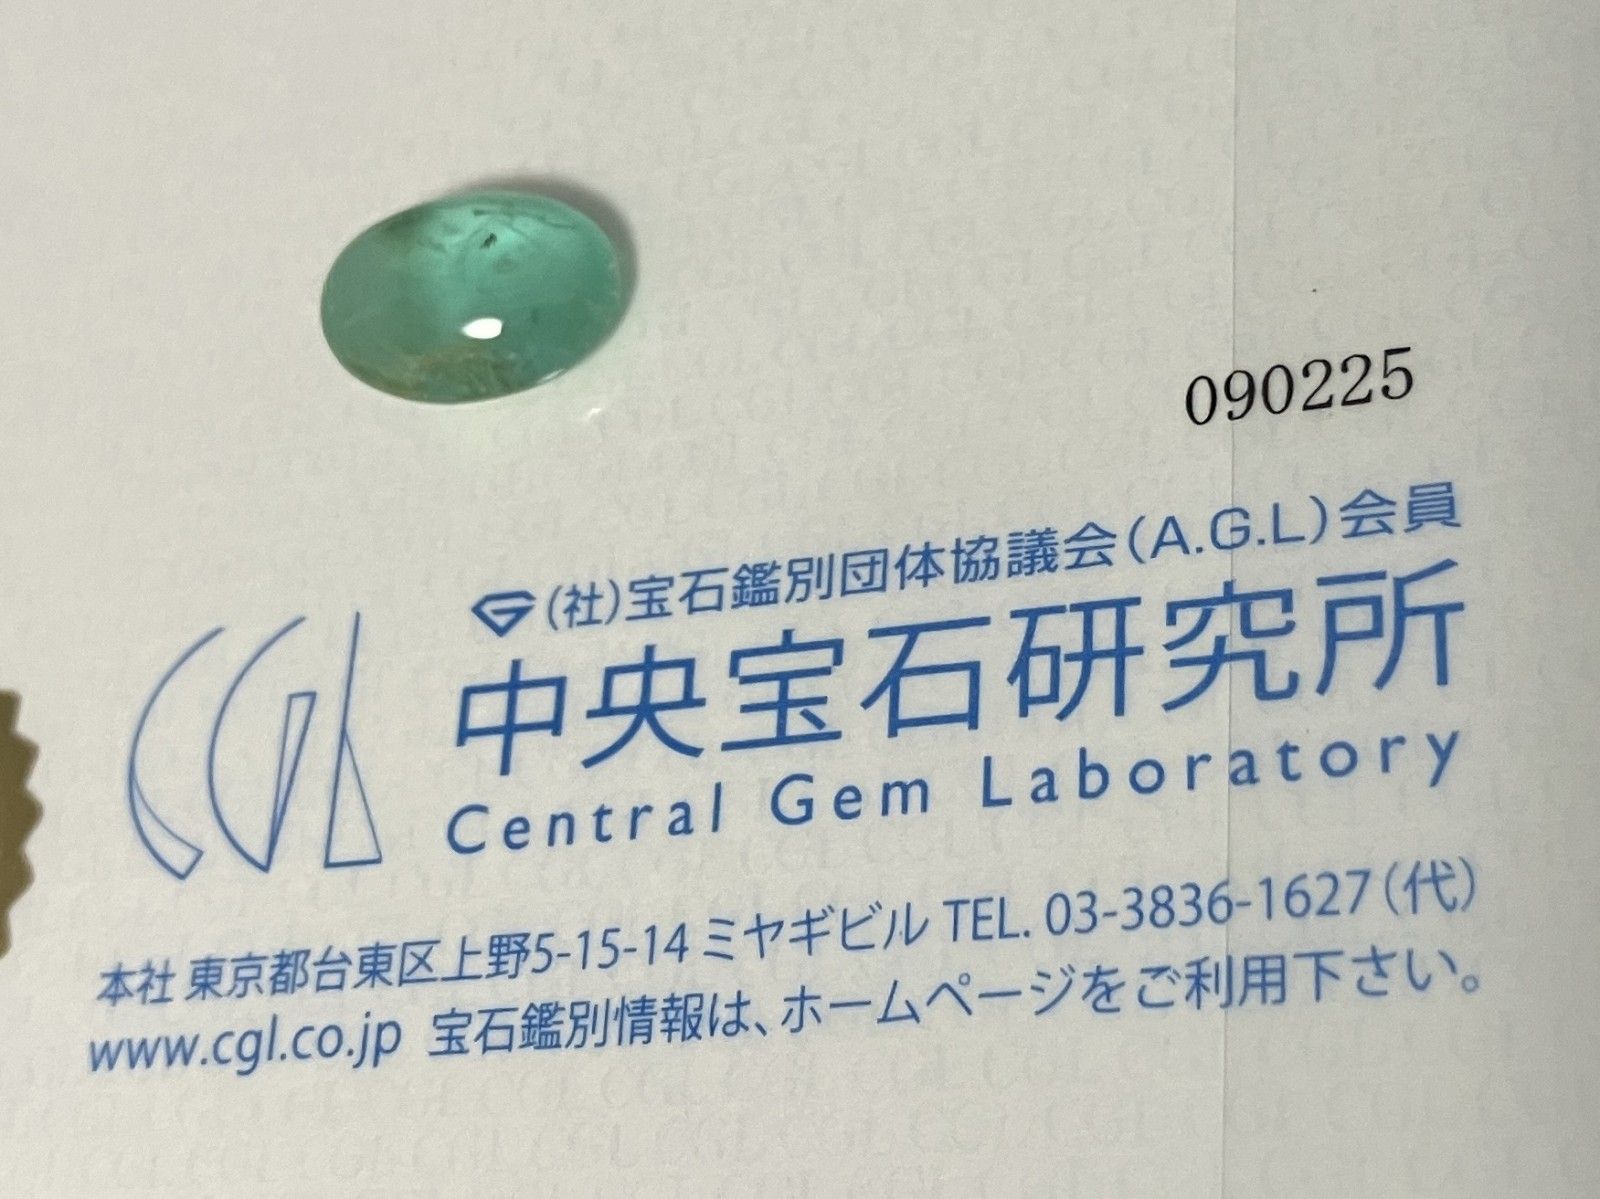 090225
(社)宝石鑑別団体協議会(A.G.L)会員
CGL 中央宝石研究所
Central Gem Laboratory
本社 東京都台東区上野5-15-14 ミヤギビル TEL. 03-3836-1627(代)
www.cgl.co.jp 宝石鑑別情報は、ホームページをご利用下さい。